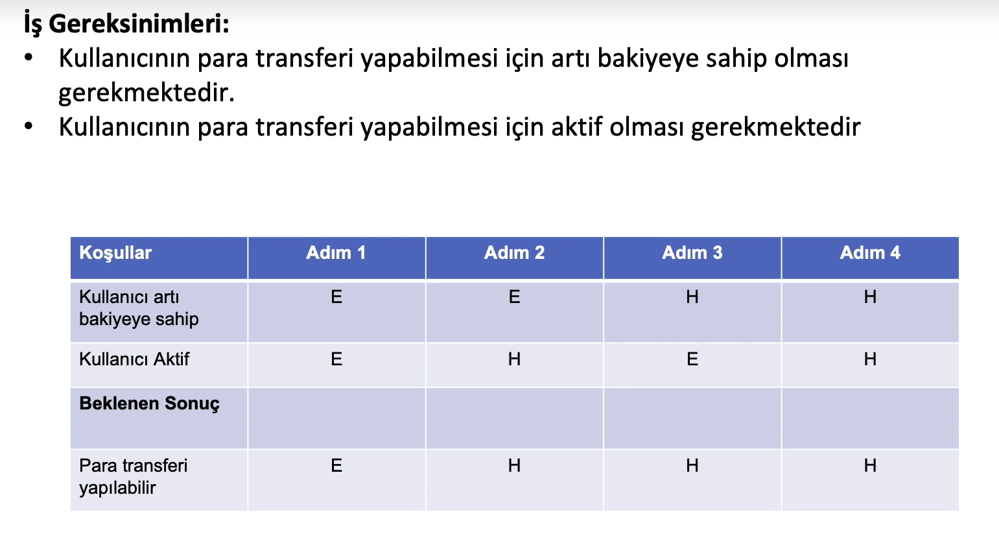 İş Gereksinimleri:
• Kullanıcının para transferi yapabilmesi için artı bakiyeye sahip olması
gerekmektedir.
• Kullanıcının para transferi yapabilmesi için aktif olması gerekmektedir
Koşullar Adım 1 Adım 2 Adım 3 Adım 4
Kullanıcı artı E E H H
bakiyeye sahip
Kullanıcı Aktif E H E H
Beklenen Sonuç
Para transferi E H H H
yapılabilir